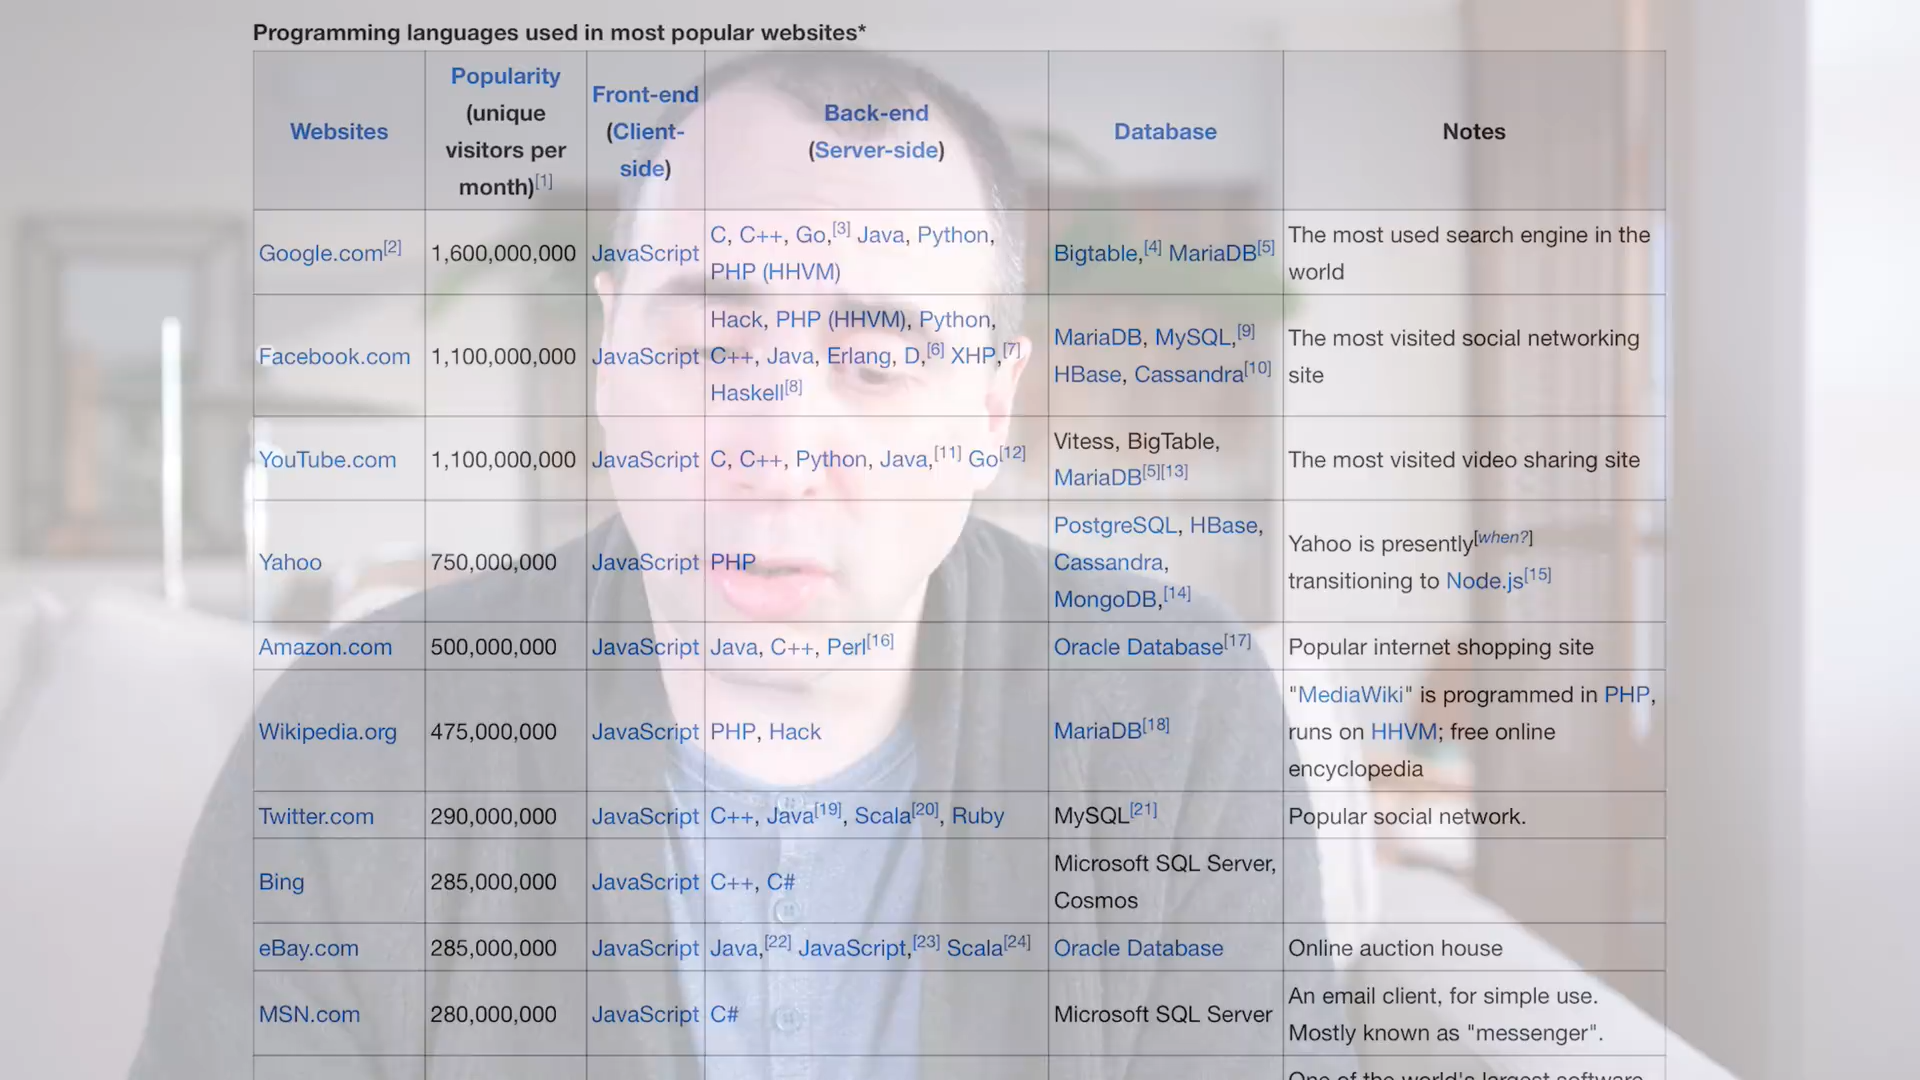 Programming languages used in most popular websites*
Websites
Popularity
(unique
visitors per
month)[1]
Front-end
(Client-
side)
Back-end
(Server-side)
Database
Notes
Google.com[2]
1,600,000,000
JavaScript
C, C++, Go,[3] Java, Python,
PHP (HHVM)
Bigtable,[4] MariaDB[5]
The most used search engine in the
world
Facebook.com
1,100,000,000
JavaScript
Hack, PHP (HHVM), Python,
C++, Java, Erlang, D,[6] XHP,[7]
Haskell[8]
MariaDB, MySQL,[9]
HBase, Cassandra[10]
The most visited social networking
site
YouTube.com
1,100,000,000
JavaScript
C, C++, Python, Java,[11] Go[12]
Vitess, BigTable,
MariaDB[5][13]
The most visited video sharing site
Yahoo
750,000,000
JavaScript
PHP
PostgreSQL, HBase,
Cassandra,
MongoDB,[14]
Yahoo is presently[when?]
transitioning to Node.js[15]
Amazon.com
500,000,000
JavaScript
Java, C++, Perl[16]
Oracle Database[17]
Popular internet shopping site
Wikipedia.org
475,000,000
JavaScript
PHP, Hack
MariaDB[18]
"MediaWiki" is programmed in PHP,
runs on HHVM; free online
encyclopedia
Twitter.com
290,000,000
JavaScript
C++, Java[19], Scala[20], Ruby
MySQL[21]
Popular social network.
Bing
285,000,000
JavaScript
C++, C#
Microsoft SQL Server,
Cosmos
eBay.com
285,000,000
JavaScript
Java,[22] JavaScript,[23] Scala[24]
Oracle Database
Online auction house
MSN.com
280,000,000
JavaScript
C#
Microsoft SQL Server
An email client, for simple use.
Mostly known as "messenger".
One of the world's largest software